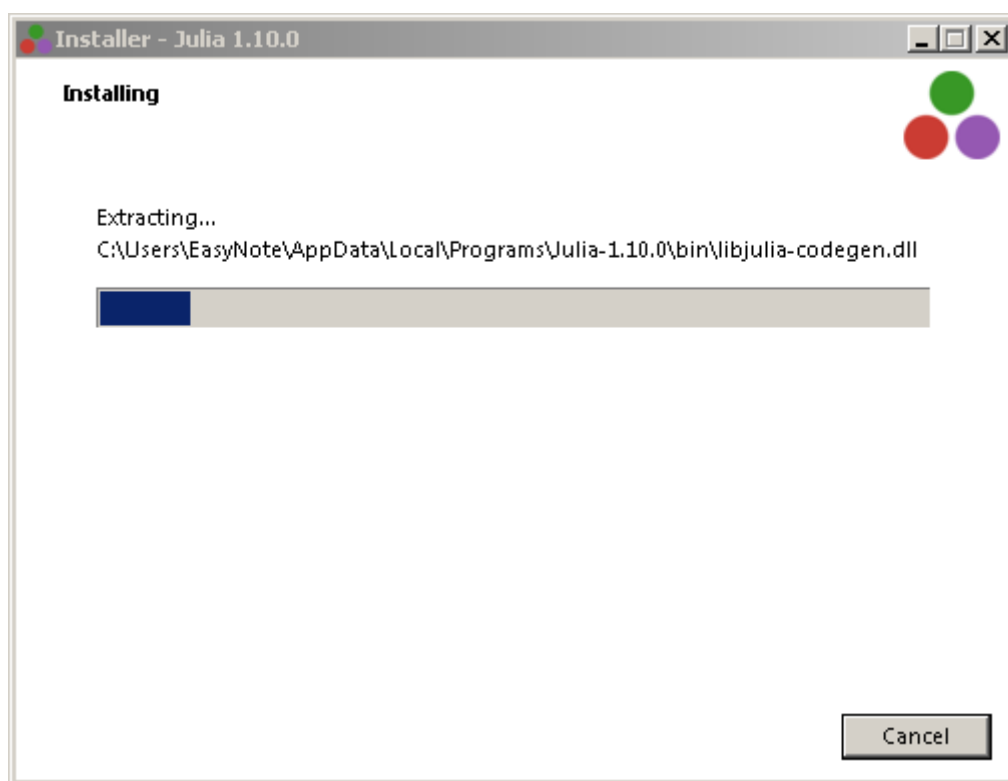 Installer - Julia 1.10.0
Installing
Extracting...
C:\Users\EasyNote\AppData\Local\Programs\Julia-1.10.0\bin\libjulia-codegen.dll
Cancel